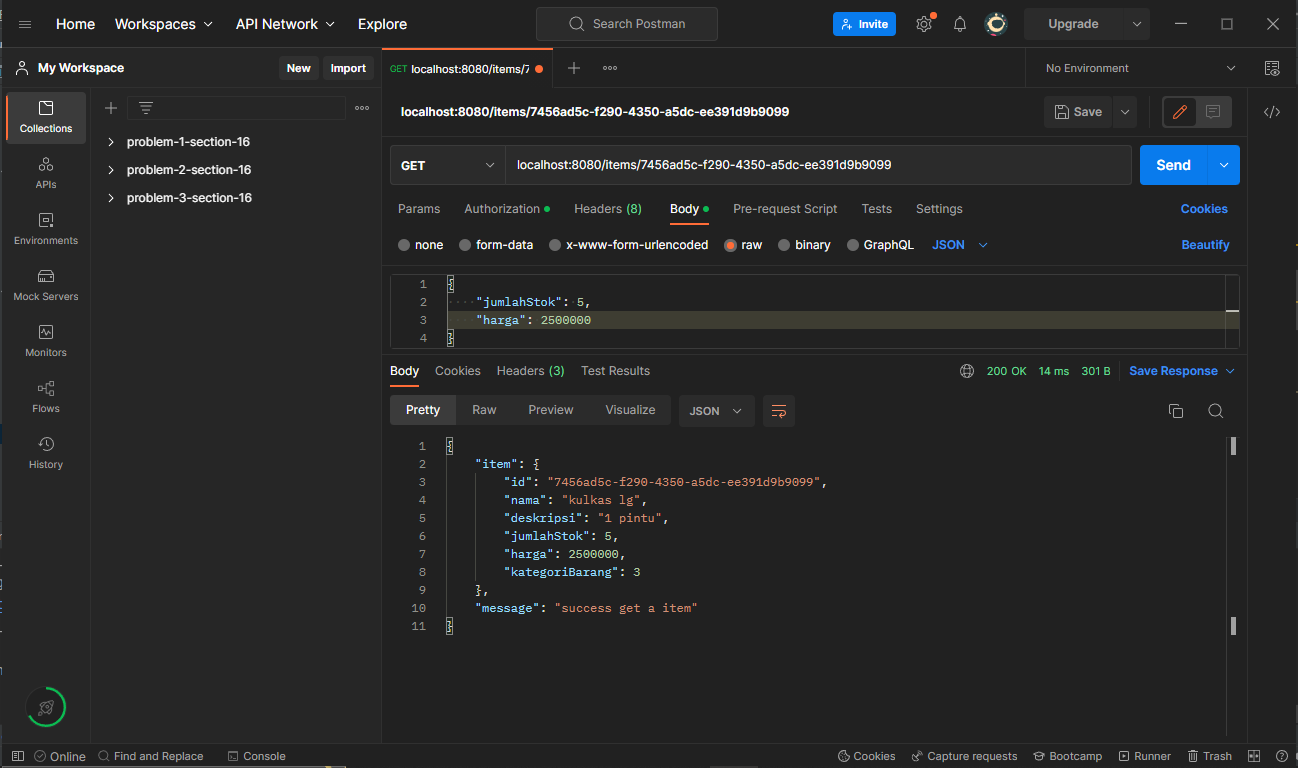 Home Workspaces API Network Explore Search Postman Invite Upgrade
My Workspace New Import GET localhost:8080/items/7 No Environment
Collections
APIs
Environments
Mock Servers
Monitors
Flows
History
problem-1-section-16
problem-2-section-16
problem-3-section-16
localhost:8080/items/7456ad5c-f290-4350-a5dc-ee391d9b9099 Save
GET localhost:8080/items/7456ad5c-f290-4350-a5dc-ee391d9b9099 Send
Params Authorization Headers (8) Body Pre-request Script Tests Settings Cookies
none form-data x-www-form-urlencoded raw binary GraphQL JSON Beautify
1 {
2 "jumlahStok": 5,
3 "harga": 2500000
4 }
Body Cookies Headers (3) Test Results 200 OK 14 ms 301 B Save Response
Pretty Raw Preview Visualize JSON
1 {
2 "item": {
3 "id": "7456ad5c-f290-4350-a5dc-ee391d9b9099",
4 "nama": "kulkas lg",
5 "deskripsi": "1 pintu",
6 "jumlahStok": 5,
7 "harga": 2500000,
8 "kategoriBarang": 3
9 },
10 "message": "success get a item"
11 }
Online Find and Replace Console Cookies Capture requests Bootcamp Runner Trash